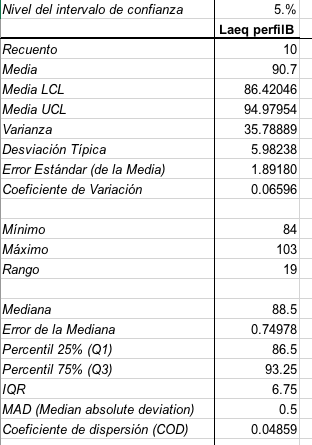 Nivel del intervalo de confianza 5.%
Laeq perfilB
Recuento 10
Media 90.7
Media LCL 86.42046
Media UCL 94.97954
Varianza 35.78889
Desviación Típica 5.98238
Error Estándar (de la Media) 1.89180
Coeficiente de Variación 0.06596
Mínimo 84
Máximo 103
Rango 19
Mediana 88.5
Error de la Mediana 0.74978
Percentil 25% (Q1) 86.5
Percentil 75% (Q3) 93.25
IQR 6.75
MAD (Median absolute deviation) 0.5
Coeficiente de dispersión (COD) 0.04859